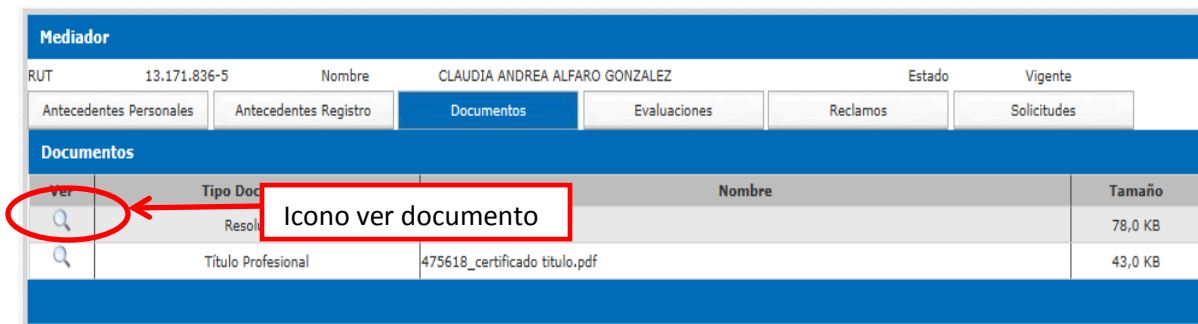 Mediador
RUT 13.171.836-5 Nombre CLAUDIA ANDREA ALFARO GONZALEZ Estado Vigente
Antecedentes Personales Antecedentes Registro Documentos Evaluaciones Reclamos Solicitudes
Documentos
Ver Tipo Nombre Tamaño
Icono ver documento
78,0 KB
Título Profesional 475618_certificado titulo.pdf 43,0 KB